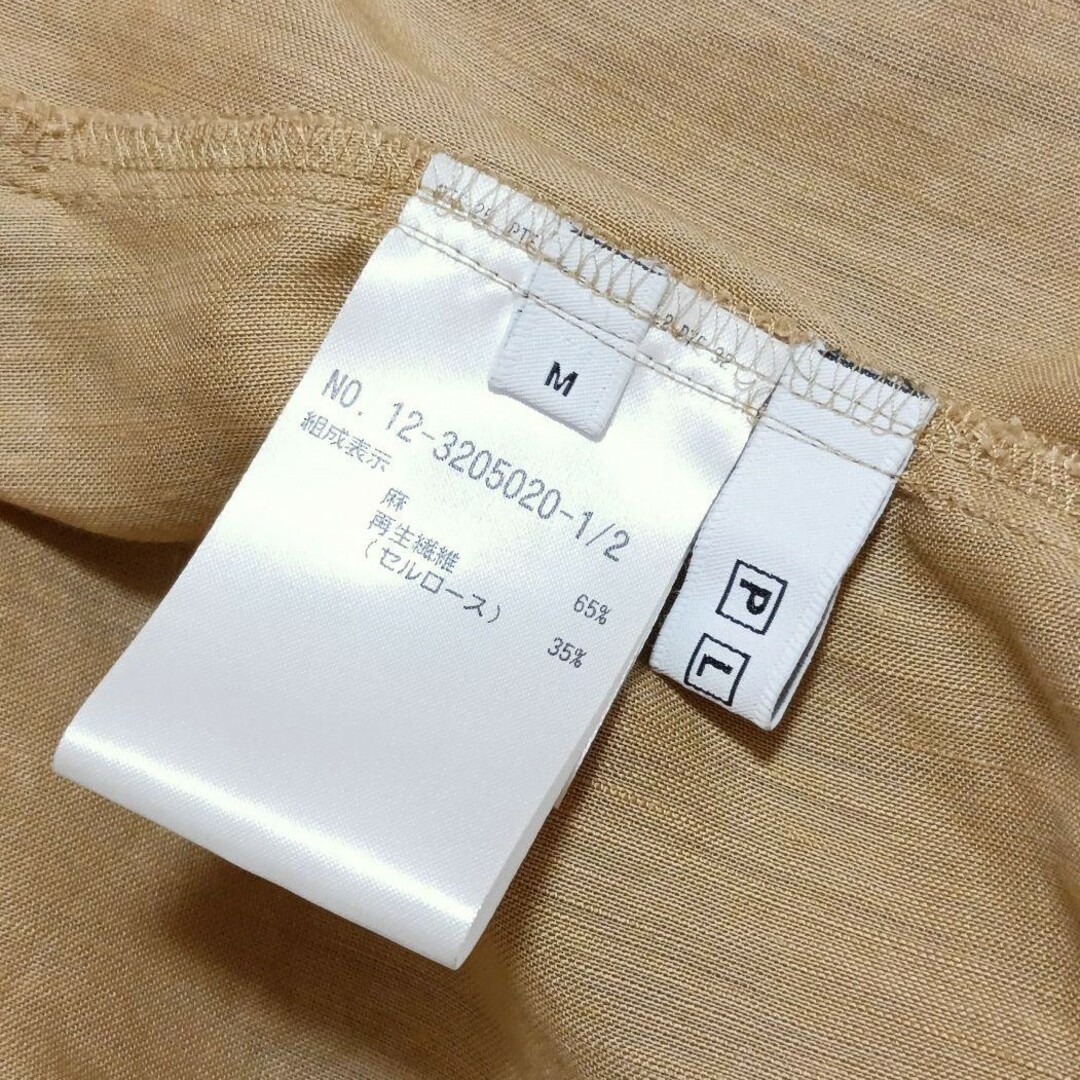 M
NO. 12-3205020-1/2
組成表示
麻 65%
再生繊維
(セルロース) 35%
P
L